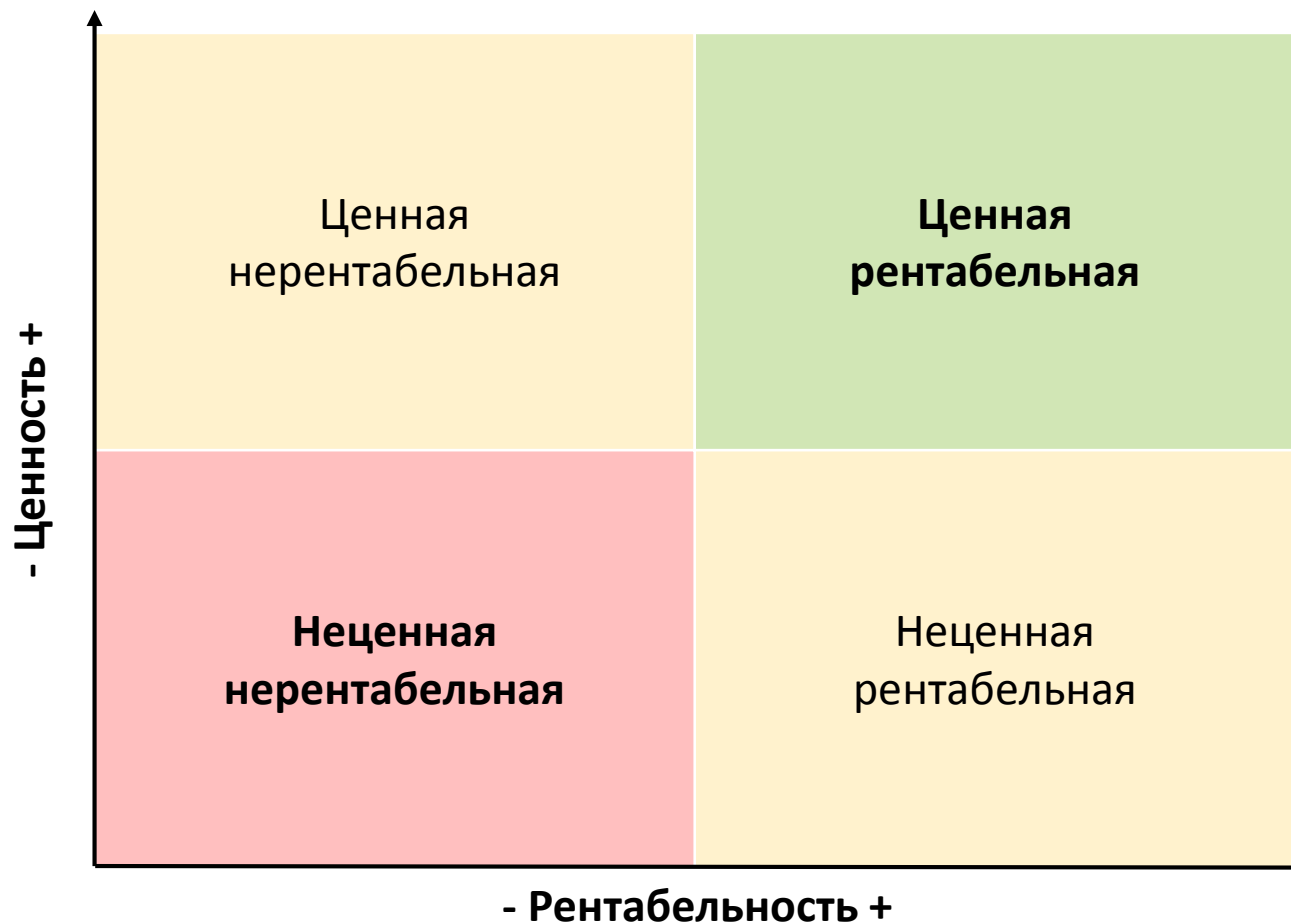 - Ценность +
Ценная
нерентабельная
Ценная
рентабельная
Неценная
нерентабельная
Неценная
рентабельная
- Рентабельность +